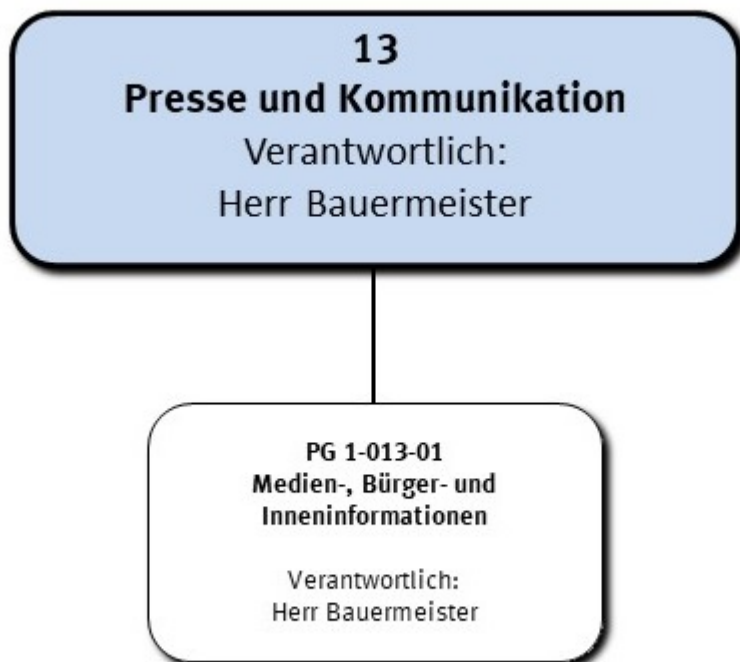 13
Presse und Kommunikation
Verantwortlich:
Herr Bauermeister
PG 1-013-01
Medien-, Bürger- und
Inneninformationen
Verantwortlich:
Herr Bauermeister